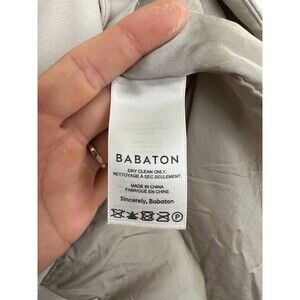 BABATON
DRY CLEAN ONLY.
NETTOYAGE À SEC SEULEMENT.
MADE IN CHINA
FABRIQUÉ EN CHINE
Sincerely, Babaton
P